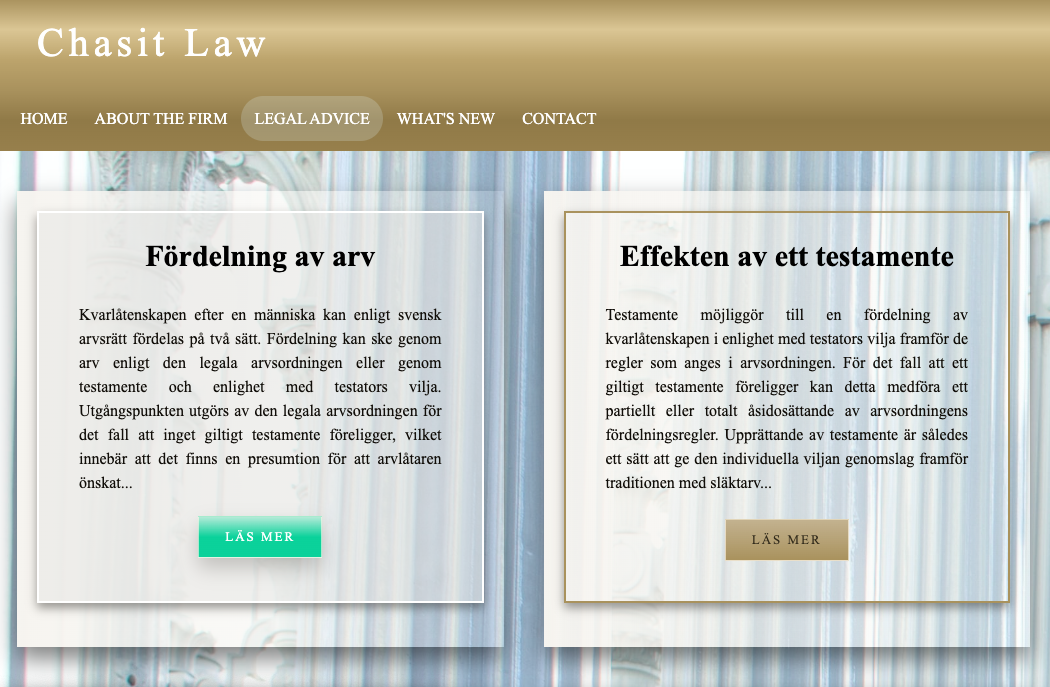 Chasit Law
HOME ABOUT THE FIRM LEGAL ADVICE WHAT'S NEW CONTACT
Fördelning av arv
Kvarlåtenskapen efter en människa kan enligt svensk
arvsrätt fördelas på två sätt. Fördelning kan ske genom
arv enligt den legala arvsordningen eller genom
testamente och enlighet med testators vilja.
Utgångspunkten utgörs av den legala arvsordningen för
det fall att inget giltigt testamente föreligger, vilket
innebär att det finns en presumtion för att arvlåtaren
önskat...
LÄS MER
Effekten av ett testamente
Testamente möjliggör till en fördelning av
kvarlåtenskapen i enlighet med testators vilja framför de
regler som anges i arvsordningen. För det fall att ett
giltigt testamente föreligger kan detta medföra ett
partiellt eller totalt åsidosättande av arvsordningens
fördelningsregler. Upprättande av testamente är således
ett sätt att ge den individuella viljan genomslag framför
traditionen med släktarv...
LÄS MER